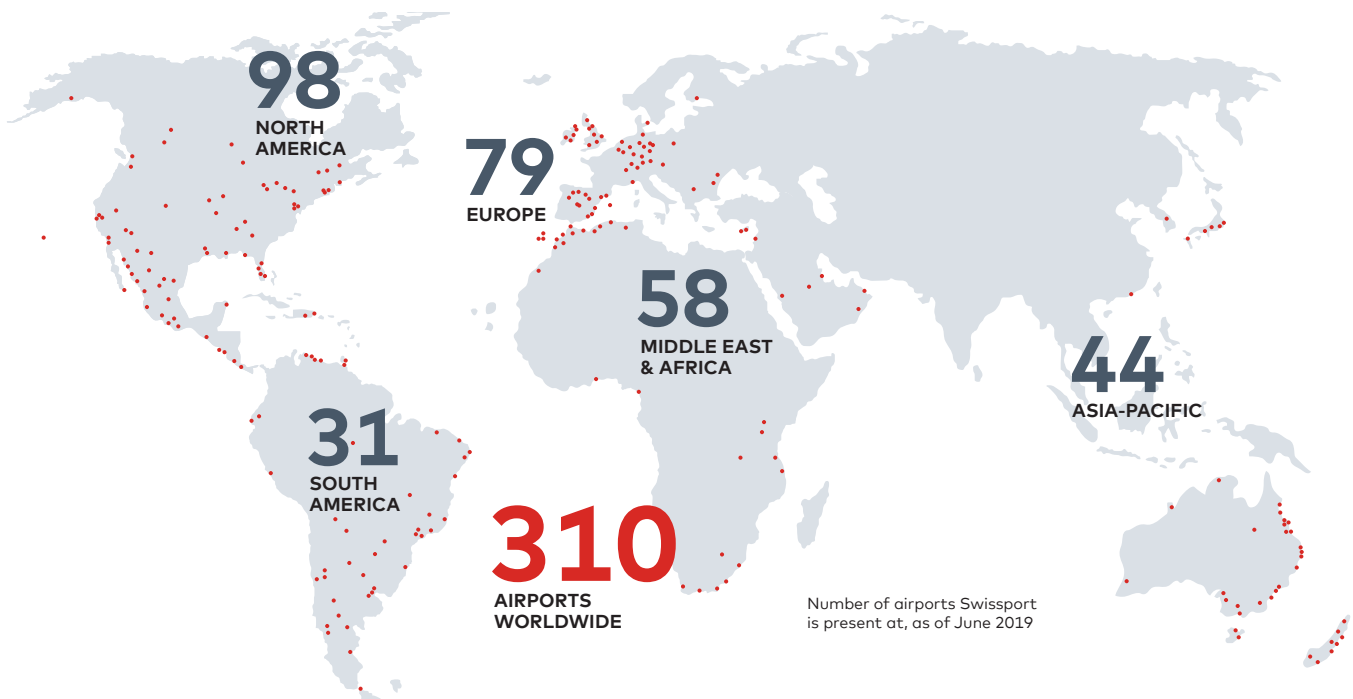 98
NORTH
AMERICA
79
EUROPE
58
MIDDLE EAST
& AFRICA
44
ASIA-PACIFIC
31
SOUTH
AMERICA
310
AIRPORTS
WORLDWIDE
Number of airports Swissport
is present at, as of June 2019